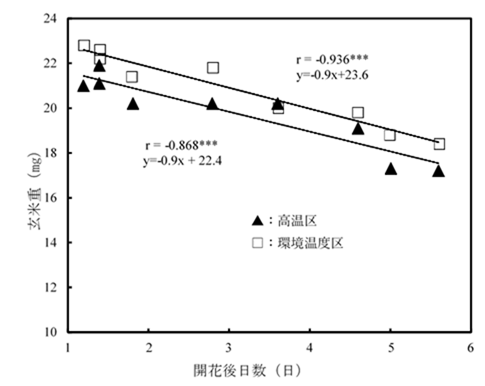 24
22
20
18
16
14
12
10
玄米重(mg)
r = -0.936***
y=-0.9x+23.6
r = -0.868***
y=-0.9x + 22.4
▲:高温区
□:環境温度区
1 2 3 4 5 6
開花後日数(日)